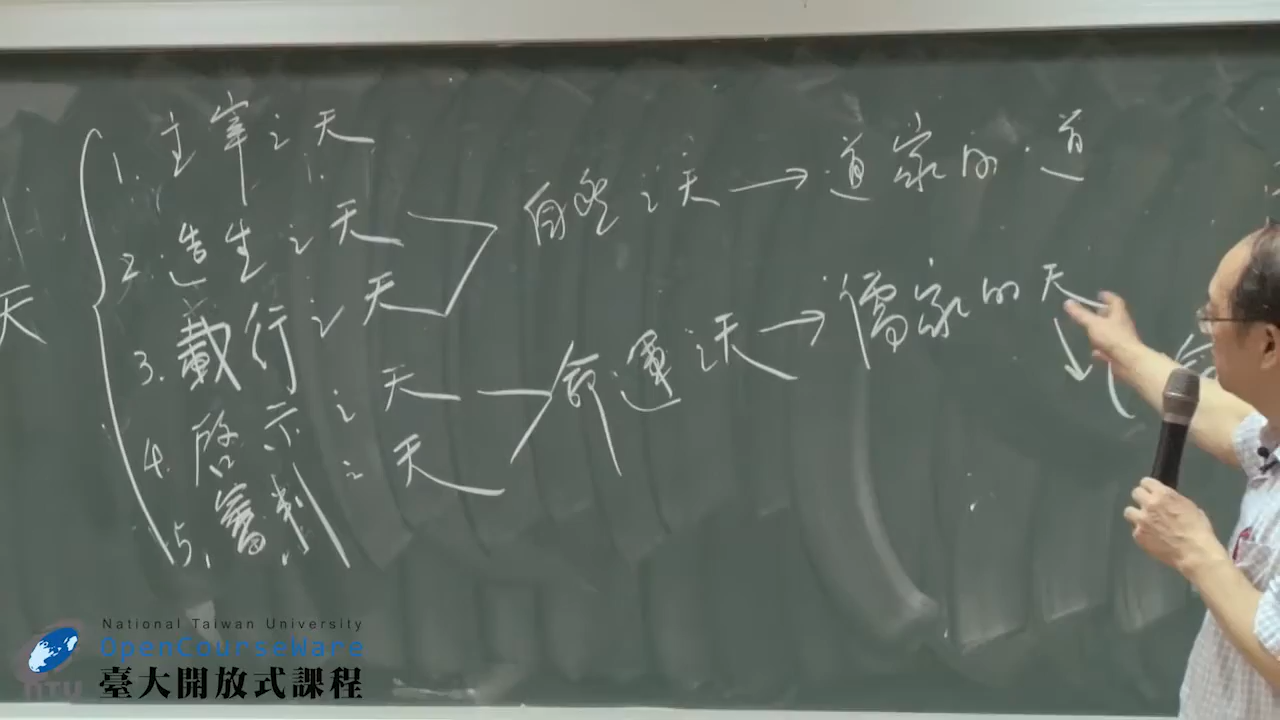 天
1. 主宰之天
2. 造生之天
3. 載行之天
4. 啓示之天
5. 審判之天
自然之天 → 道家的道
命運之天 → 儒家的天
National Taiwan University
OpenCourseWare
臺大開放式課程
NTU